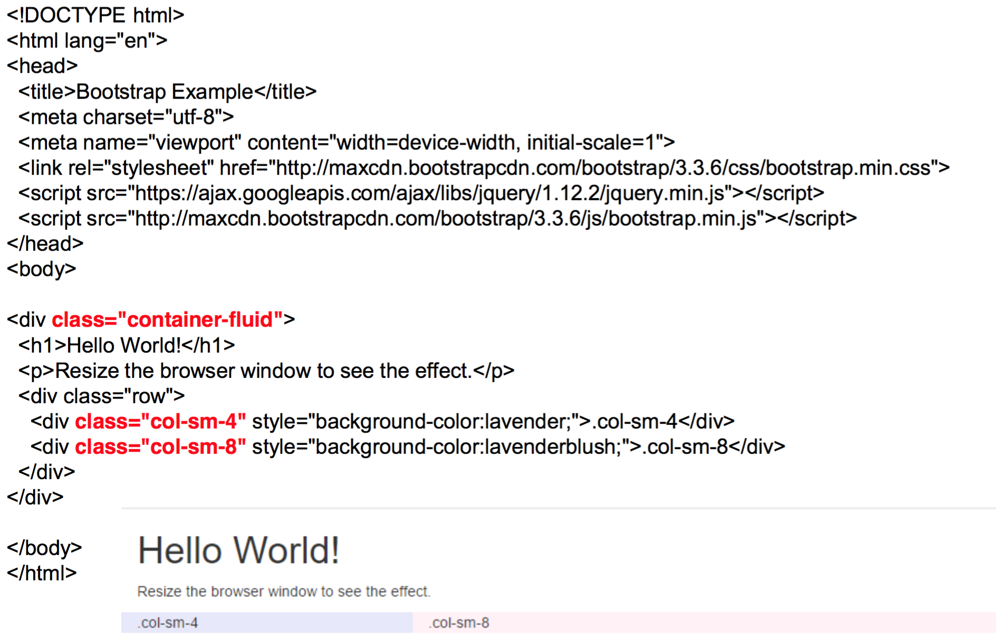 <!DOCTYPE html>
<html lang="en">
<head>
<title>Bootstrap Example</title>
<meta charset="utf-8">
<meta name="viewport" content="width=device-width, initial-scale=1">
<link rel="stylesheet" href="http://maxcdn.bootstrapcdn.com/bootstrap/3.3.6/css/bootstrap.min.css">
<script src="https://ajax.googleapis.com/ajax/libs/jquery/1.12.2/jquery.min.js"></script>
<script src="http://maxcdn.bootstrapcdn.com/bootstrap/3.3.6/js/bootstrap.min.js"></script>
</head>
<body>
<div class="container-fluid">
<h1>Hello World!</h1>
<p>Resize the browser window to see the effect.</p>
<div class="row">
<div class="col-sm-4" style="background-color:lavender;">.col-sm-4</div>
<div class="col-sm-8" style="background-color:lavenderblush;">.col-sm-8</div>
</div>
</div>
</body>
</html>
Hello World!
Resize the browser window to see the effect.
.col-sm-4 .col-sm-8